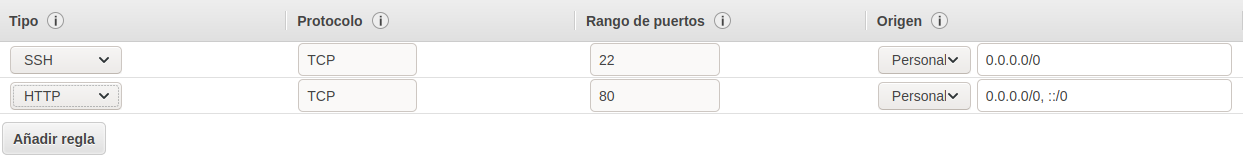 Tipo Protocolo Rango de puertos Origen
SSH TCP 22 Personal 0.0.0.0/0
HTTP TCP 80 Personal 0.0.0.0/0, ::/0
Añadir regla